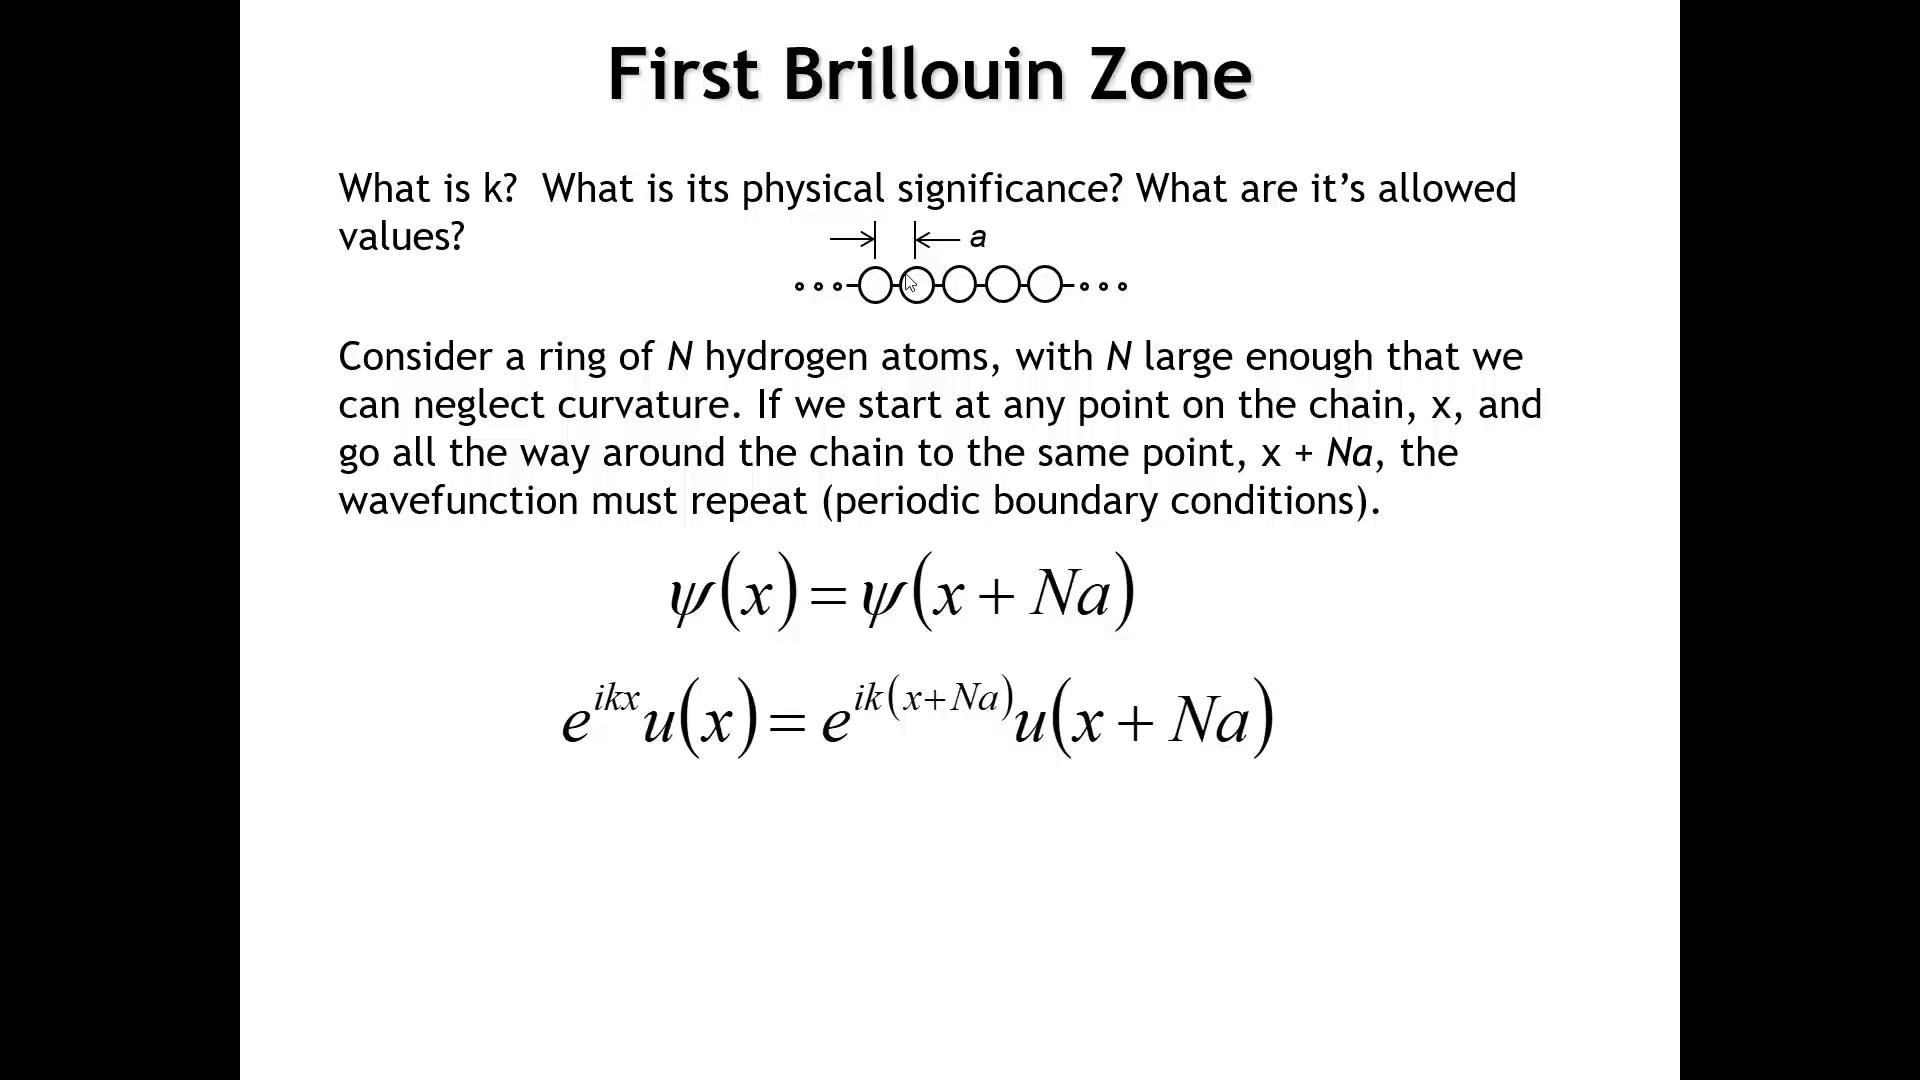 First Brillouin Zone
What is k?  What is its physical significance? What are it’s allowed
values?
a
Consider a ring of N hydrogen atoms, with N large enough that we
can neglect curvature. If we start at any point on the chain, x, and
go all the way around the chain to the same point, x + Na, the
wavefunction must repeat (periodic boundary conditions).
ψ(x) = ψ(x + Na)
e^{ikx}u(x) = e^{ik(x+Na)}u(x + Na)